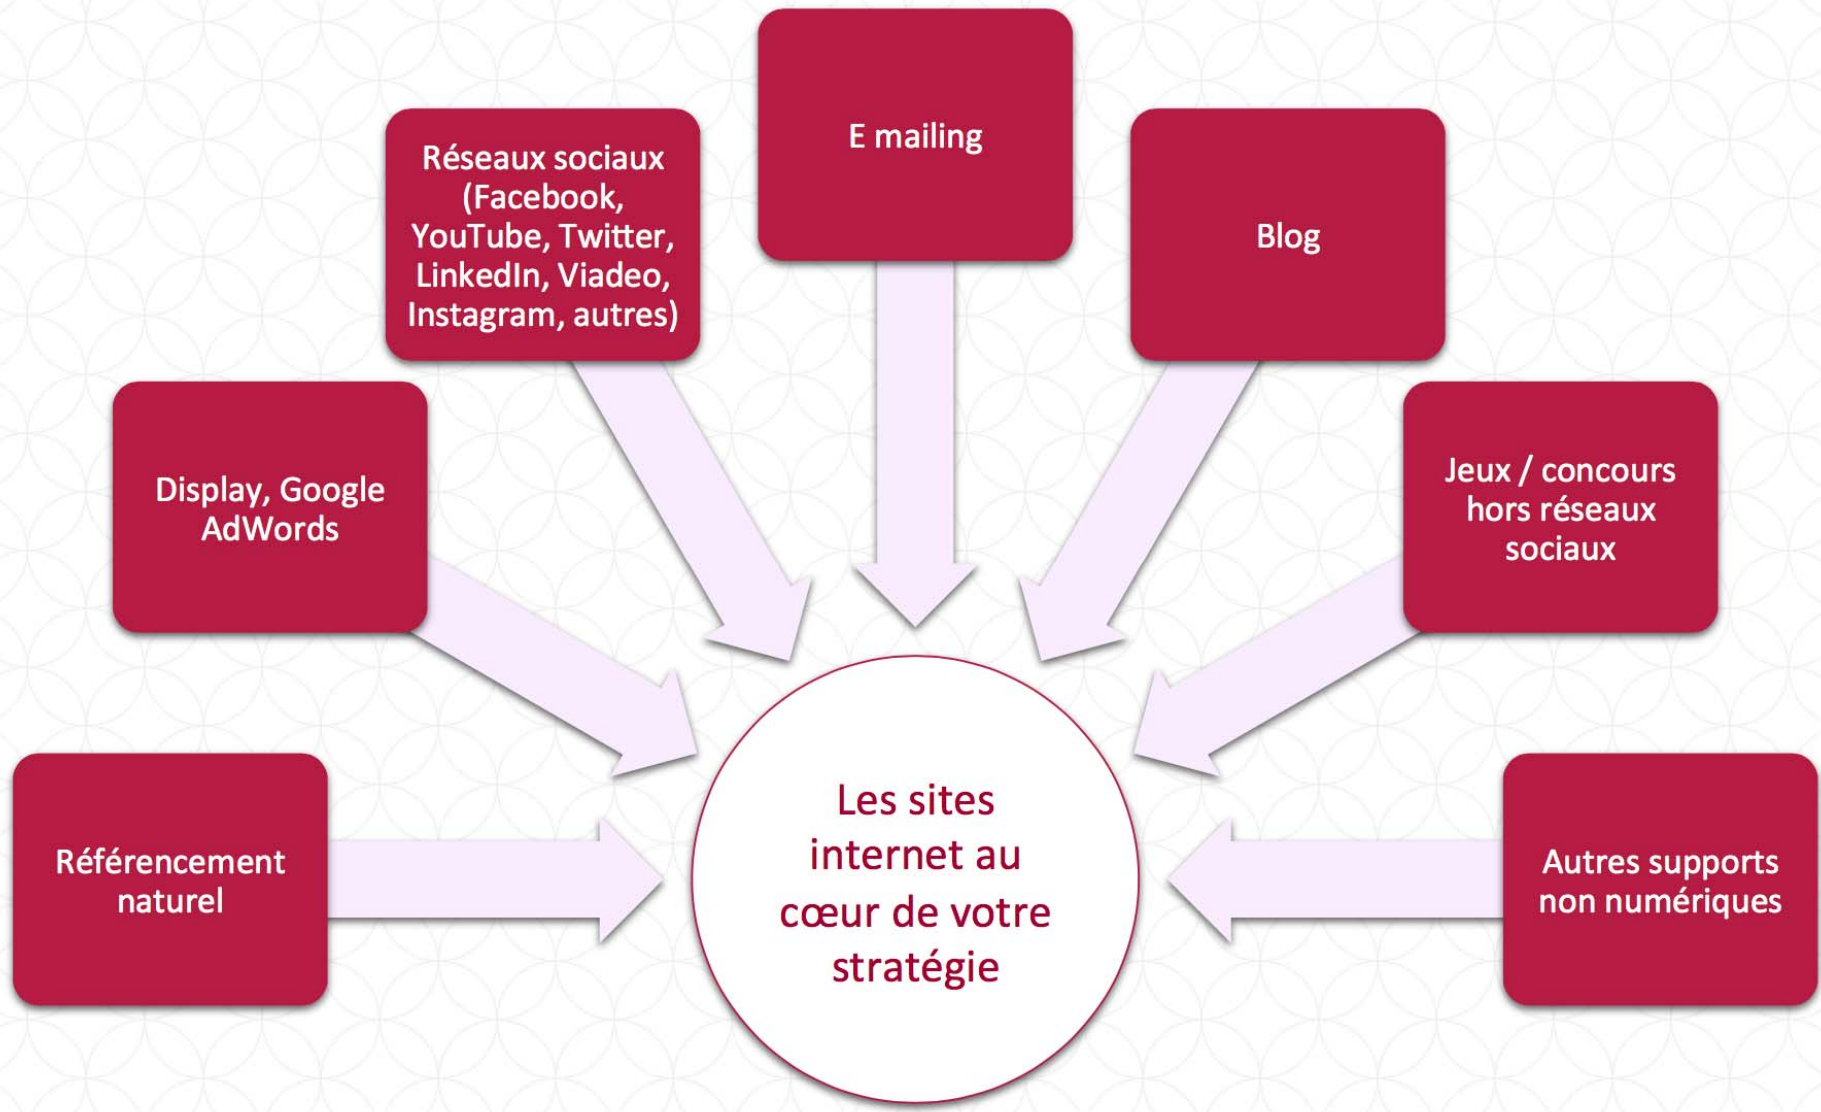 E mailing
Réseaux sociaux
(Facebook,
YouTube, Twitter,
LinkedIn, Viadeo,
Instagram, autres)
Blog
Display, Google
AdWords
Jeux / concours
hors réseaux
sociaux
Référencement
naturel
Les sites
internet au
cœur de votre
stratégie
Autres supports
non numériques